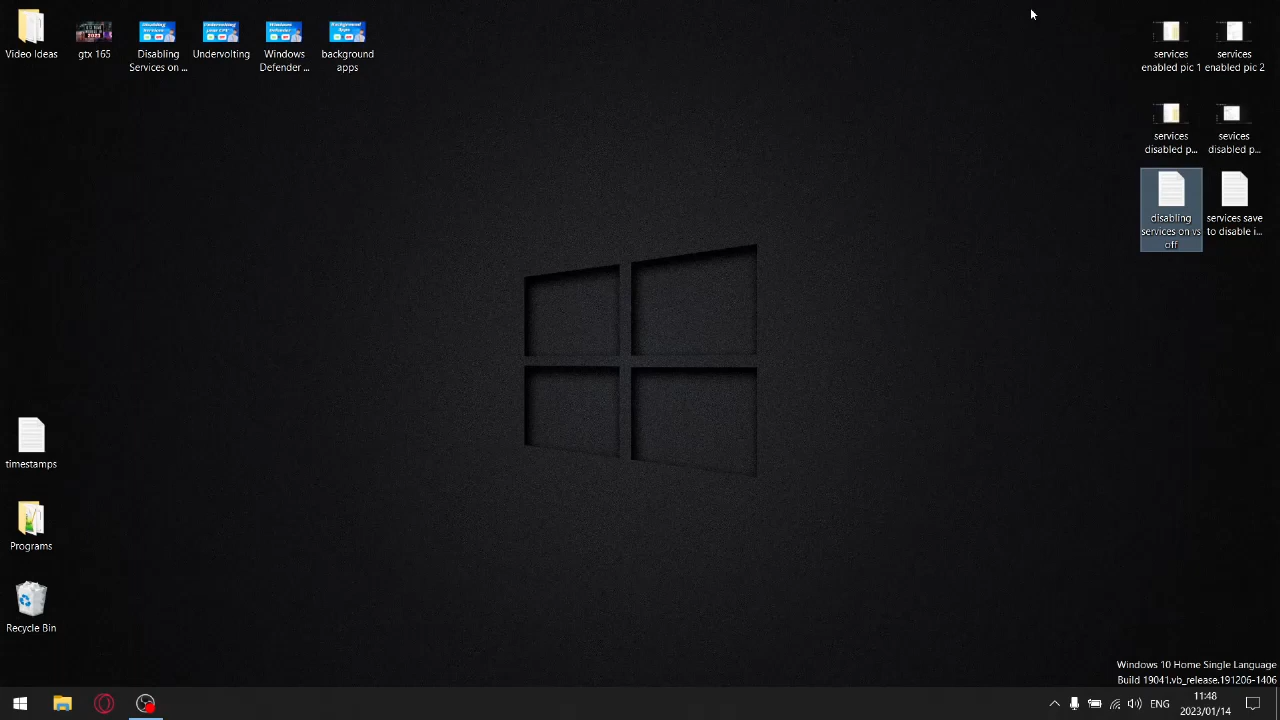 Video Ideas
gtx 165
Disabling
Services on ...
Undervolting
Windows
Defender ...
background
apps
services
enabled pic 1
services
enabled pic 2
services
disabled p...
sevices
disabled p...
disabling
services on vs
off
services save
to disable i...
timestamps
Programs
Recycle Bin
Windows 10 Home Single Language
Build 19041.vb_release.191206-1406
ENG
11:48
2023/01/14